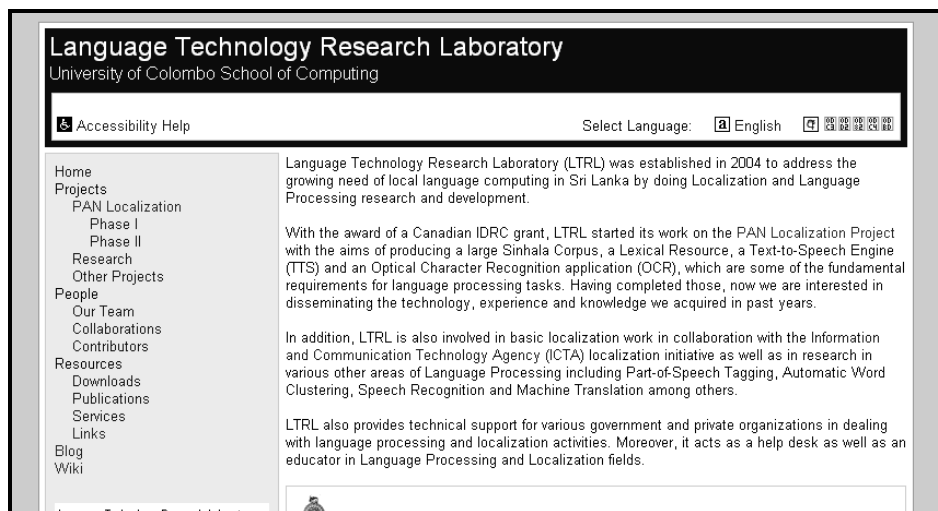 Language Technology Research Laboratory
University of Colombo School of Computing
Accessibility Help
Select Language: a English
Home
Projects
PAN Localization
Phase I
Phase II
Research
Other Projects
People
Our Team
Collaborations
Contributors
Resources
Downloads
Publications
Services
Links
Blog
Wiki
Language Technology Research Laboratory (LTRL) was established in 2004 to address the
growing need of local language computing in Sri Lanka by doing Localization and Language
Processing research and development.
With the award of a Canadian IDRC grant, LTRL started its work on the PAN Localization Project
with the aims of producing a large Sinhala Corpus, a Lexical Resource, a Text-to-Speech Engine
(TTS) and an Optical Character Recognition application (OCR), which are some of the fundamental
requirements for language processing tasks. Having completed those, now we are interested in
disseminating the technology, experience and knowledge we acquired in past years.
In addition, LTRL is also involved in basic localization work in collaboration with the Information
and Communication Technology Agency (ICTA) localization initiative as well as in research in
various other areas of Language Processing including Part-of-Speech Tagging, Automatic Word
Clustering, Speech Recognition and Machine Translation among others.
LTRL also provides technical support for various government and private organizations in dealing
with language processing and localization activities. Moreover, it acts as a help desk as well as an
educator in Language Processing and Localization fields.